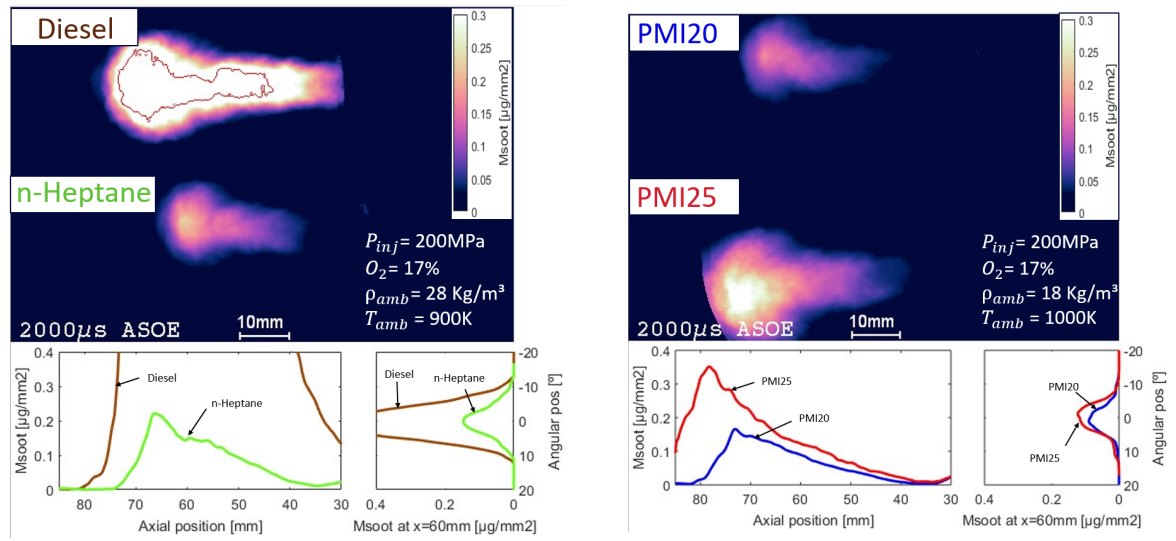 Diesel
0.3
0.25
0.2
0.15
0.1
0.05
0
Msoot [µg/mm2]
n-Heptane
P_inj= 200MPa
O₂= 17%
ρ_amb= 28 Kg/m³
T_amb= 900K
2000µs ASOE
10mm
0.4
0.3
0.2
0.1
0
Msoot [µg/mm2]
Diesel
n-Heptane
80 70 60 50 40 30
Axial position [mm]
Diesel
n-Heptane
-20
-10
0
10
20
Angular pos [º]
0.4 0.2 0
Msoot at x=60mm [µg/mm2]
PMI20
0.3
0.25
0.2
0.15
0.1
0.05
0
Msoot [µg/mm2]
PMI25
P_inj= 200MPa
O₂= 17%
ρ_amb= 18 Kg/m³
T_amb= 1000K
2000µs ASOE
10mm
0.4
0.3
0.2
0.1
0
Msoot [µg/mm2]
PMI25
PMI20
80 70 60 50 40 30
Axial position [mm]
PMI20
PMI25
-20
-10
0
10
20
Angular pos [º]
0.4 0.2 0
Msoot at x=60mm [µg/mm2]